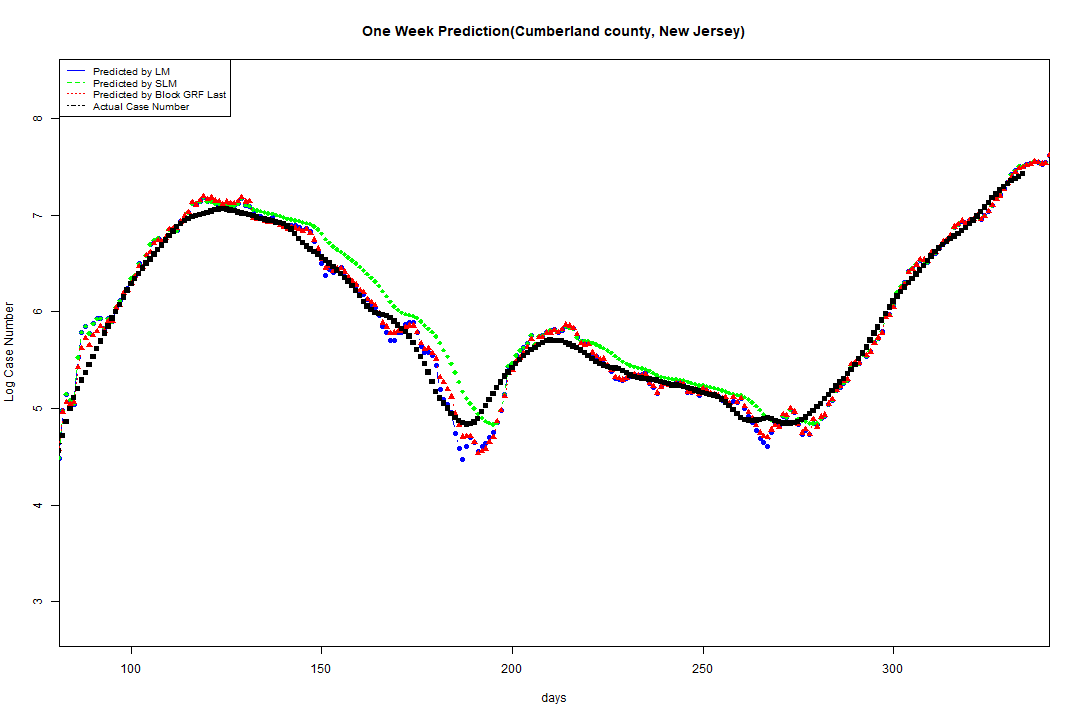 One Week Prediction(Cumberland county, New Jersey)
Predicted by LM
Predicted by SLM
Predicted by Block GRF Last
Actual Case Number
8
7
6
5
4
3
Log Case Number
100 150 200 250 300
days